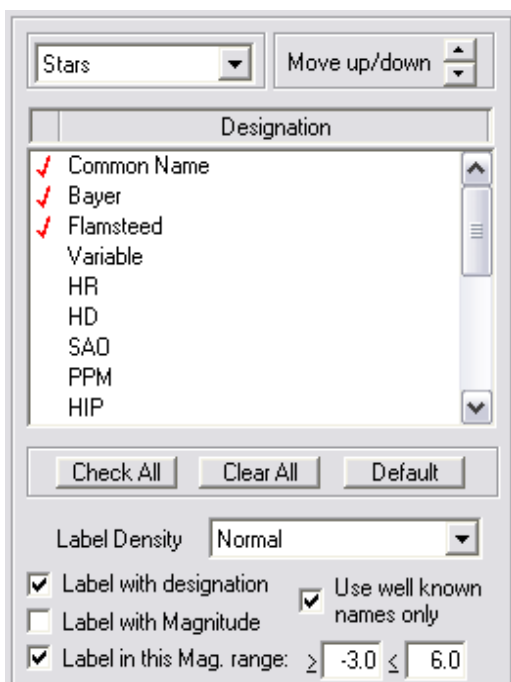 Stars
Move up/down
Designation
Common Name
Bayer
Flamsteed
Variable
HR
HD
SAO
PPM
HIP
Check All Clear All Default
Label Density Normal
Label with designation
Use well known
names only
Label with Magnitude
Label in this Mag. range: ≥ -3.0 ≤ 6.0